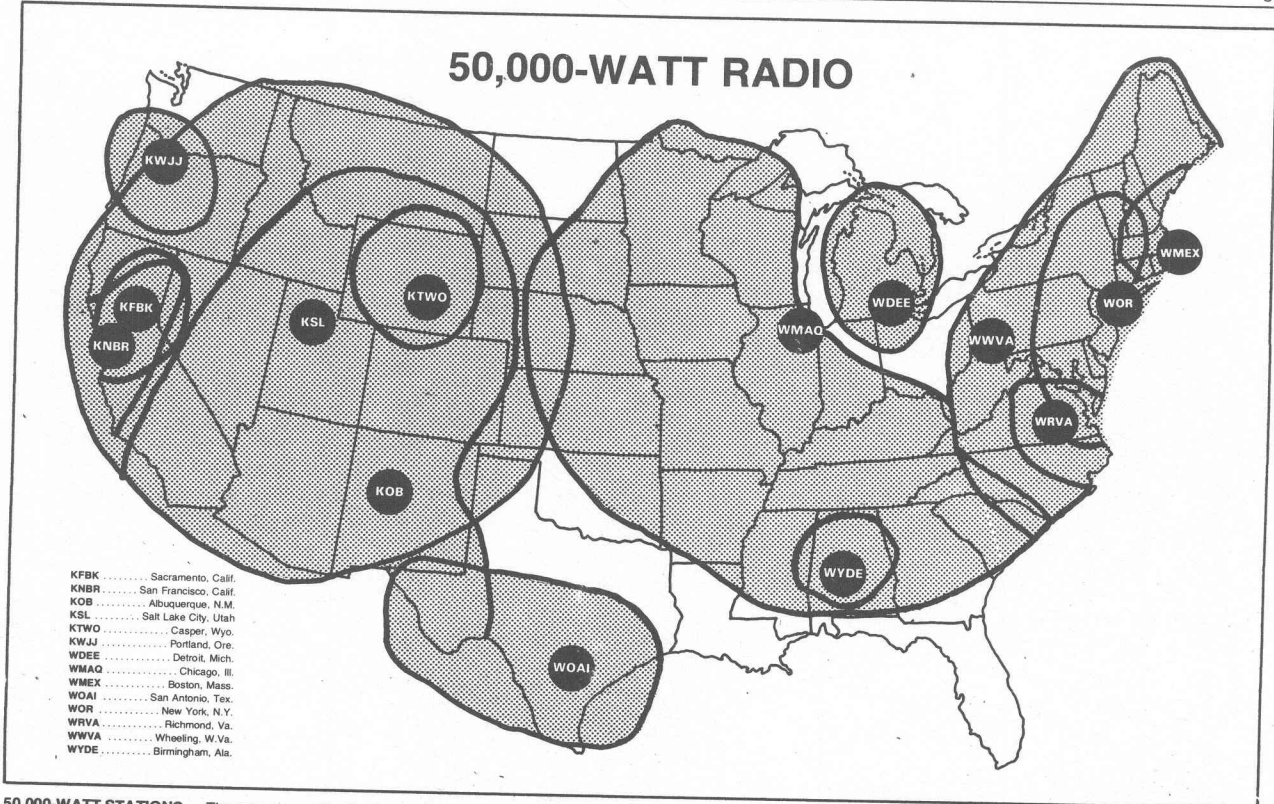 50,000-WATT RADIO
KWJJ
KFBK
KNBR
KSL
KTWO
KOB
WOAI
WMAQ
WDEE
WWVA
WMEX
WOR
WRVA
WYDE
KFBK ......... Sacramento, Calif.
KNBR ....... San Francisco, Calif.
KOB .......... Albuquerque, N.M.
KSL .......... Salt Lake City, Utah
KTWO ............. Casper, Wyo.
KWJJ ............. Portland, Ore.
WDEE ............. Detroit, Mich.
WMAQ ............. Chicago, Ill.
WMEX ............. Boston, Mass.
WOAI ......... San Antonio, Tex.
WOR ........... New York, N.Y.
WRVA ........... Richmond, Va.
WWVA ......... Wheeling, W.Va.
WYDE .......... Birmingham, Ala.
50,000-WATT STATIONS